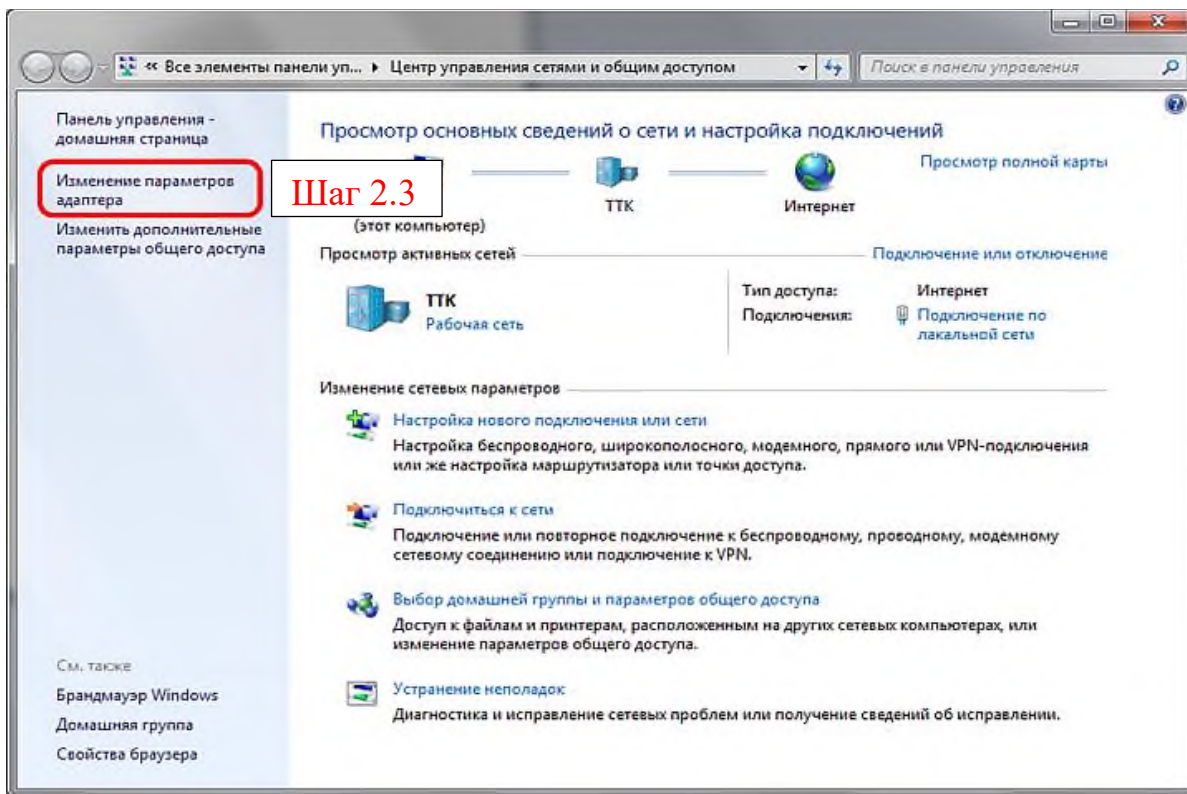 « Все элементы панели уп... ▸ Центр управления сетями и общим доступом
Поиск в панели управления
Панель управления -
домашняя страница
Изменение параметров
адаптера
Изменить дополнительные
параметры общего доступа
См. также
Брандмауэр Windows
Домашняя группа
Свойства браузера
Шаг 2.3
Просмотр основных сведений о сети и настройка подключений
Просмотр полной карты
(этот компьютер)
ТТК
Интернет
Просмотр активных сетей
Подключение или отключение
ТТК
Рабочая сеть
Тип доступа: Интернет
Подключения: Подключение по
лакальной сети
Изменение сетевых параметров
Настройка нового подключения или сети
Настройка беспроводного, широкополосного, модемного, прямого или VPN-подключения
или же настройка маршрутизатора или точки доступа.
Подключиться к сети
Подключение или повторное подключение к беспроводному, проводному, модемному
сетевому соединению или подключение к VPN.
Выбор домашней группы и параметров общего доступа
Доступ к файлам и принтерам, расположенным на других сетевых компьютерах, или
изменение параметров общего доступа.
Устранение неполадок
Диагностика и исправление сетевых проблем или получение сведений об исправлении.